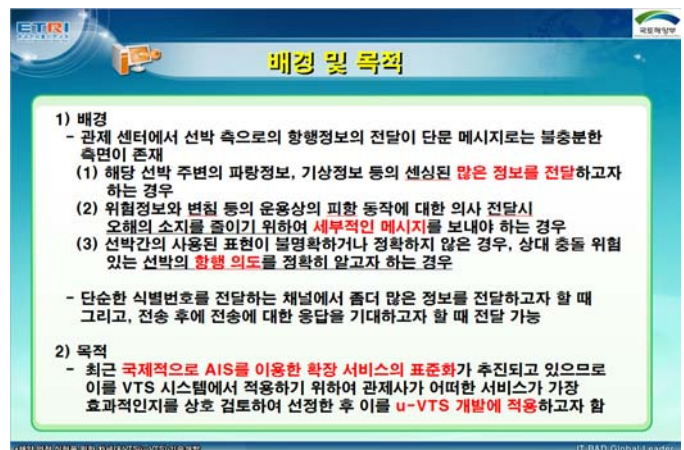 ETRI
국토해양부
배경 및 목적
1) 배경
- 관제 센터에서 선박 측으로의 항행정보의 전달이 단문 메시지로는 불충분한
측면이 존재
(1) 해당 선박 주변의 파랑정보, 기상정보 등의 센싱된 많은 정보를 전달하고자
하는 경우
(2) 위험정보와 변침 등의 운용상의 피항 동작에 대한 의사 전달시
오해의 소지를 줄이기 위하여 세부적인 메시지를 보내야 하는 경우
(3) 선박간의 사용된 표현이 불명확하거나 정확하지 않은 경우, 상대 충돌 위험
있는 선박의 항행 의도를 정확히 알고자 하는 경우
- 단순한 식별번호를 전달하는 채널에서 좀더 많은 정보를 전달하고자 할 때
그리고, 전송 후에 전송에 대한 응답을 기대하고자 할 때 전달 가능
2) 목적
- 최근 국제적으로 AIS를 이용한 확장 서비스의 표준화가 추진되고 있으므로
이를 VTS 시스템에서 적용하기 위하여 관제사가 어떠한 서비스가 가장
효과적인지를 상호 검토하여 선정한 후 이를 u-VTS 개발에 적용하고자 함
IT R&D Global Leader